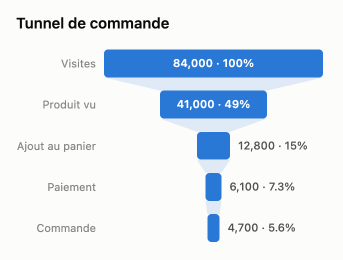 Tunnel de commande
Visites 84,000 · 100%
Produit vu 41,000 · 49%
Ajout au panier 12,800 · 15%
Paiement 6,100 · 7.3%
Commande 4,700 · 5.6%